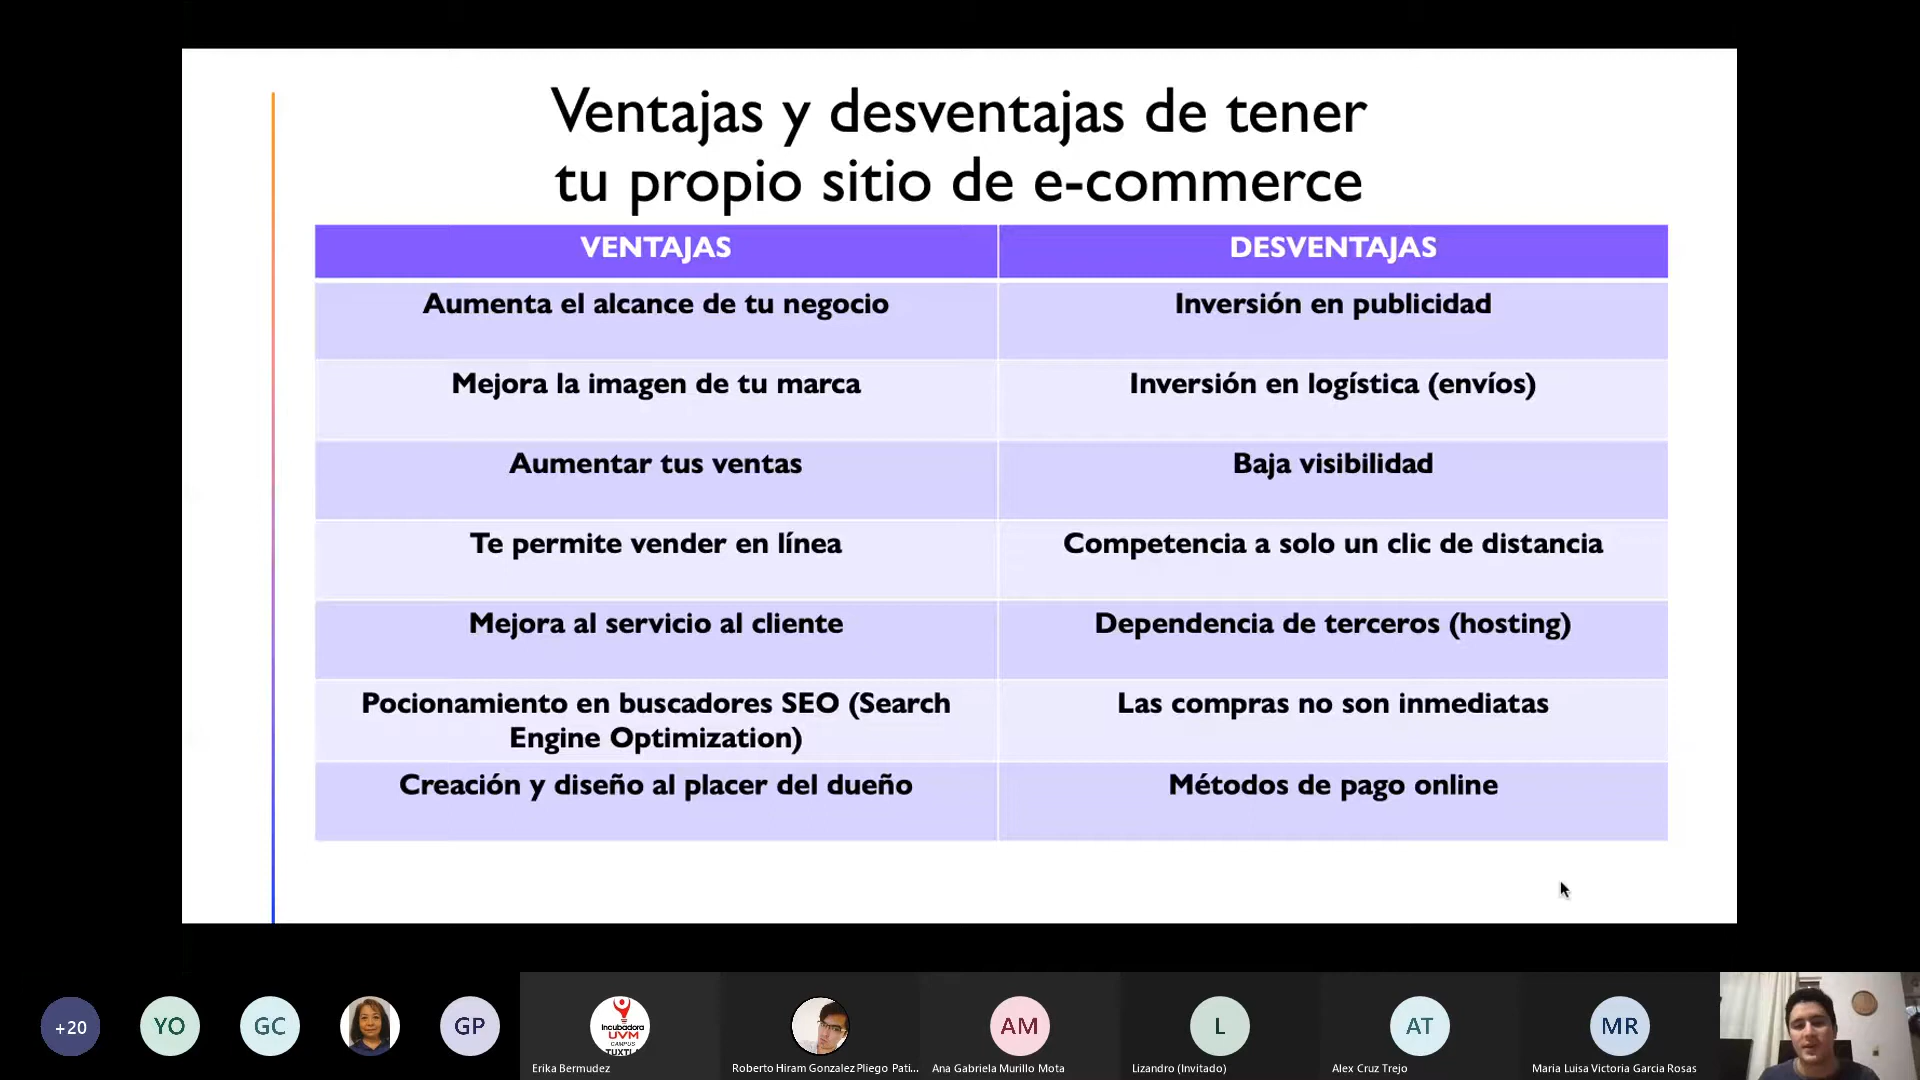 Ventajas y desventajas de tener
tu propio sitio de e-commerce
VENTAJAS
DESVENTAJAS
Aumenta el alcance de tu negocio
Inversión en publicidad
Mejora la imagen de tu marca
Inversión en logística (envíos)
Aumentar tus ventas
Baja visibilidad
Te permite vender en línea
Competencia a solo un clic de distancia
Mejora al servicio al cliente
Dependencia de terceros (hosting)
Pocionamiento en buscadores SEO (Search
Engine Optimization)
Las compras no son inmediatas
Creación y diseño al placer del dueño
Métodos de pago online
+20
YO
GC
GP
Incubadora
UVM
CAMPUS
TUXTL
Erika Bermudez
Roberto Hiram Gonzalez Pliego Pati...
AM
Ana Gabriela Murillo Mota
L
Lizandro (Invitado)
AT
Alex Cruz Trejo
MR
Maria Luisa Victoria Garcia Rosas